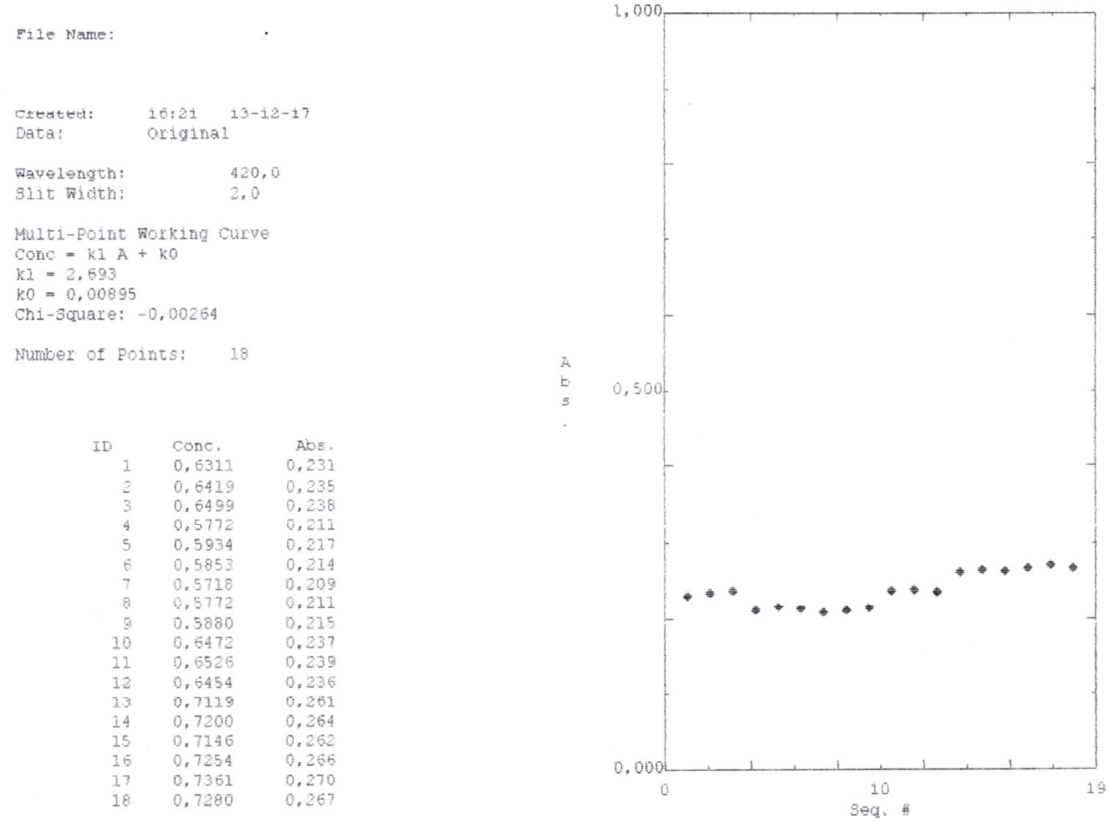 File Name:
Created: 16:21 13-12-17
Data: Original
Wavelength: 420,0
Slit Width: 2,0
Multi-Point Working Curve
Conc = k1 A + k0
k1 = 2,693
k0 = 0,00895
Chi-Square: -0,00264
Number of Points: 18
ID Conc. Abs.
1 0,6311 0,231
2 0,6419 0,235
3 0,6499 0,238
4 0,5772 0,211
5 0,5934 0,217
6 0,5853 0,214
7 0,5718 0.209
8 0,5772 0,211
9 0,5880 0,215
10 0,6472 0,237
11 0,6526 0,239
12 0,6454 0,236
13 0,7119 0,261
14 0,7200 0,264
15 0,7146 0,262
16 0,7254 0,266
17 0,7361 0,270
18 0,7280 0,267
1,000
0,500
0,000
Abs.
0 10 19
Seq. #